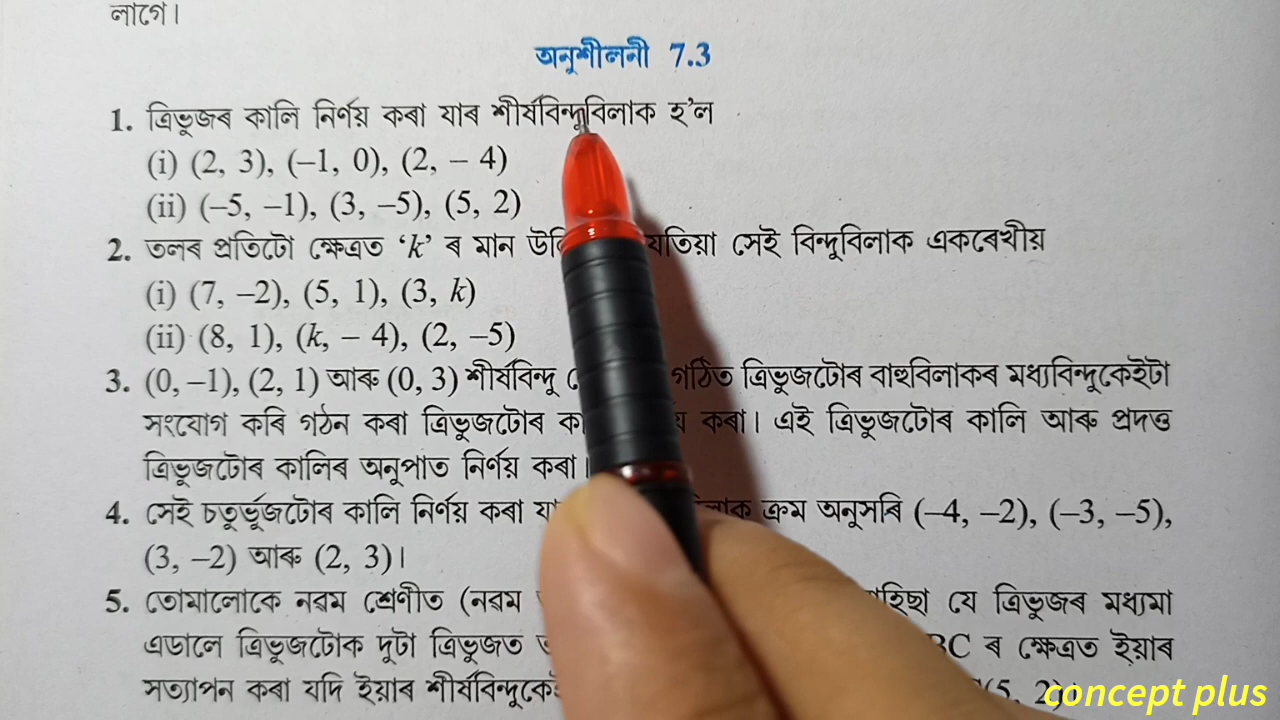 লাগে।
অনুশীলনী 7.3
1. ত্ৰিভুজৰ কালি নিৰ্ণয় কৰা যাৰ শীৰ্ষবিন্দুবিলাক হ’ল
(i) (2, 3), (–1, 0), (2, – 4)
(ii) (–5, –1), (3, –5), (5, 2)
2. তলৰ প্ৰতিটো ক্ষেত্ৰত ‘k’ ৰ মান যেতিয়া সেই বিন্দুবিলাক একৰেখীয়
(i) (7, –2), (5, 1), (3, k)
(ii) (8, 1), (k, – 4), (2, –5)
3. (0, –1), (2, 1) আৰু (0, 3) শীৰ্ষবিন্দু গঠিত ত্ৰিভুজটোৰ বাহুবিলাকৰ মধ্যবিন্দুকেইটা
সংযোগ কৰি গঠন কৰা ত্ৰিভুজটোৰ কৰা। এই ত্ৰিভুজটোৰ কালি আৰু প্ৰদত্ত
ত্ৰিভুজটোৰ কালিৰ অনুপাত নিৰ্ণয় কৰা।
4. সেই চতুৰ্ভুজটোৰ কালি নিৰ্ণয় কৰা ক্ৰম অনুসৰি (–4, –2), (–3, –5),
(3, –2) আৰু (2, 3)।
5. তোমালোকে নৱম শ্ৰেণীত (নৱম যে ত্ৰিভুজৰ মধ্যমা
এডালে ত্ৰিভুজটোক দুটা ত্ৰিভুজত ৰ ক্ষেত্ৰত ইয়াৰ
সত্যাপন কৰা যদি ইয়াৰ (5, 2)।
concept plus